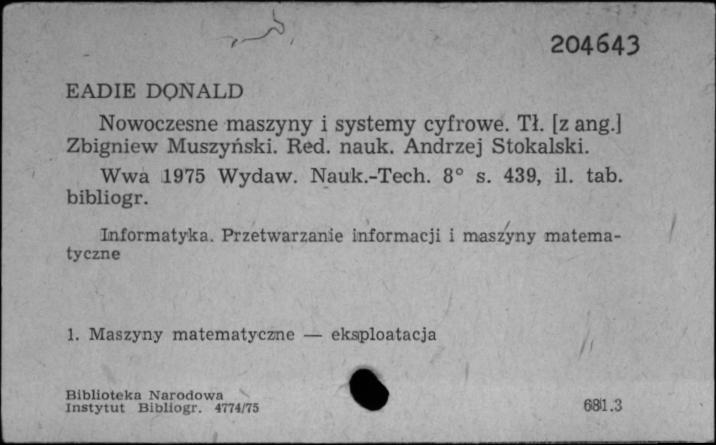 204643
EADIE DONALD
Nowoczesne maszyny i systemy cyfrowe. Tł. [z ang.]
Zbigniew Muszyński. Red. nauk. Andrzej Stokalski.
Wwa 1975 Wydaw. Nauk.-Tech. 8° s. 439, il. tab.
bibliogr.
Informatyka. Przetwarzanie informacji i maszyny matema-
tyczne
1. Maszyny matematyczne — eksploatacja
Biblioteka Narodowa
Instytut Bibliogr. 4774/75
681.3